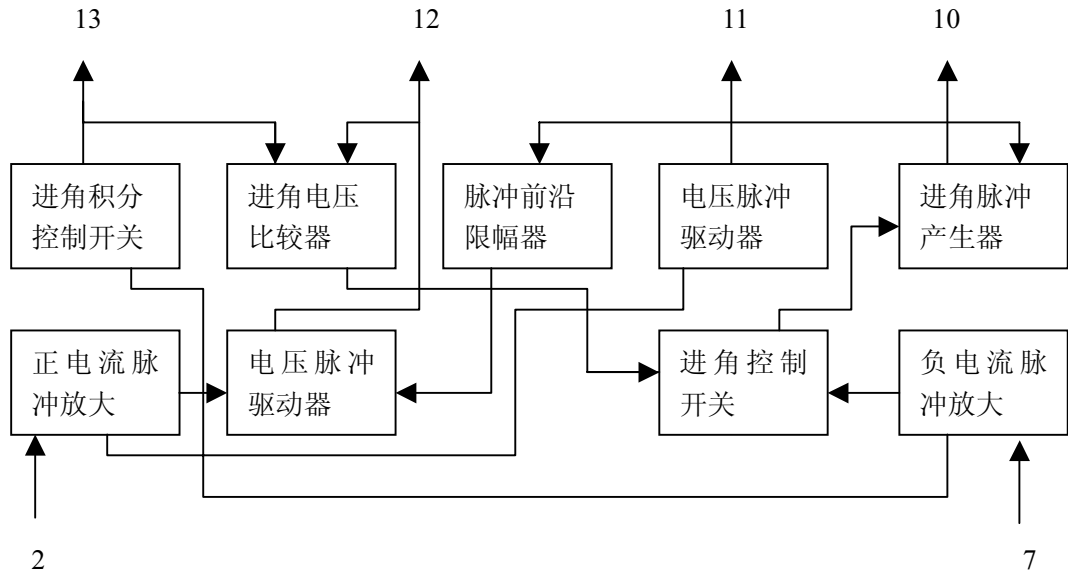 13
12
11
10
进角积分
控制开关
进角电压
比较器
脉冲前沿
限幅器
电压脉冲
驱动器
进角脉冲
产生器
正电流脉
冲放大
电压脉冲
驱动器
进角控制
开关
负电流脉
冲放大
2
7